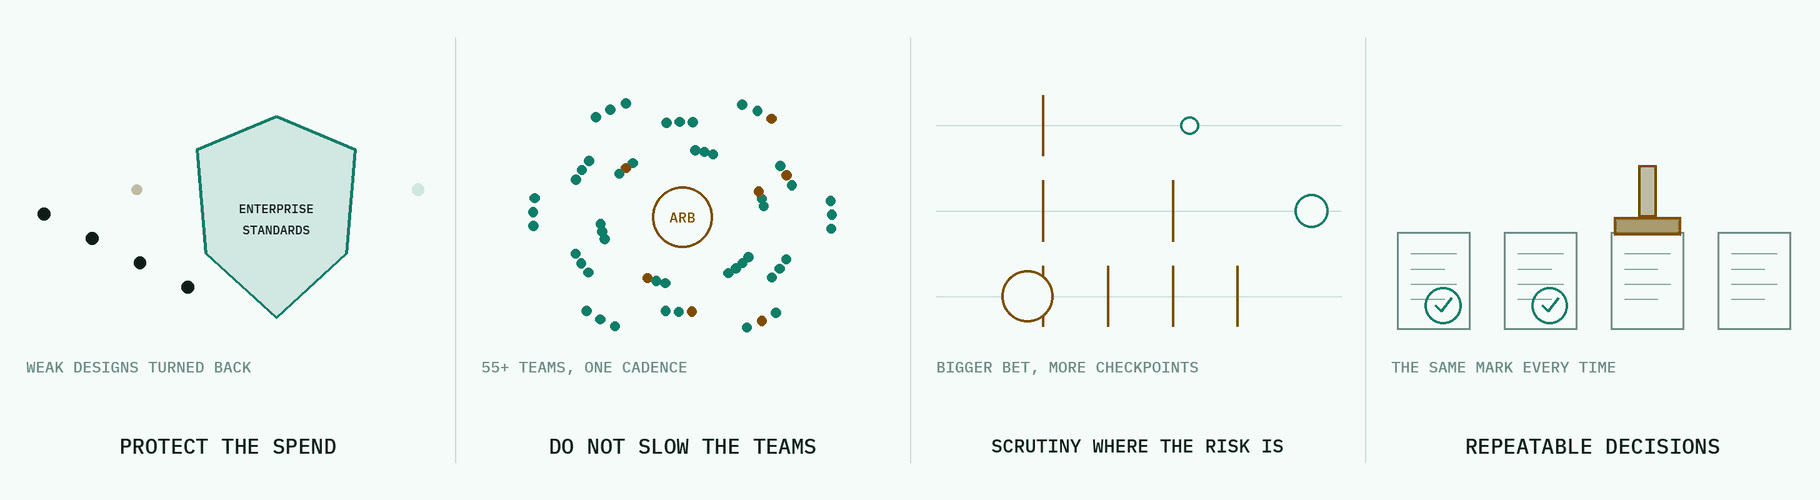 ENTERPRISE
STANDARDS
WEAK DESIGNS TURNED BACK
PROTECT THE SPEND
ARB
55+ TEAMS, ONE CADENCE
DO NOT SLOW THE TEAMS
BIGGER BET, MORE CHECKPOINTS
SCRUTINY WHERE THE RISK IS
THE SAME MARK EVERY TIME
REPEATABLE DECISIONS